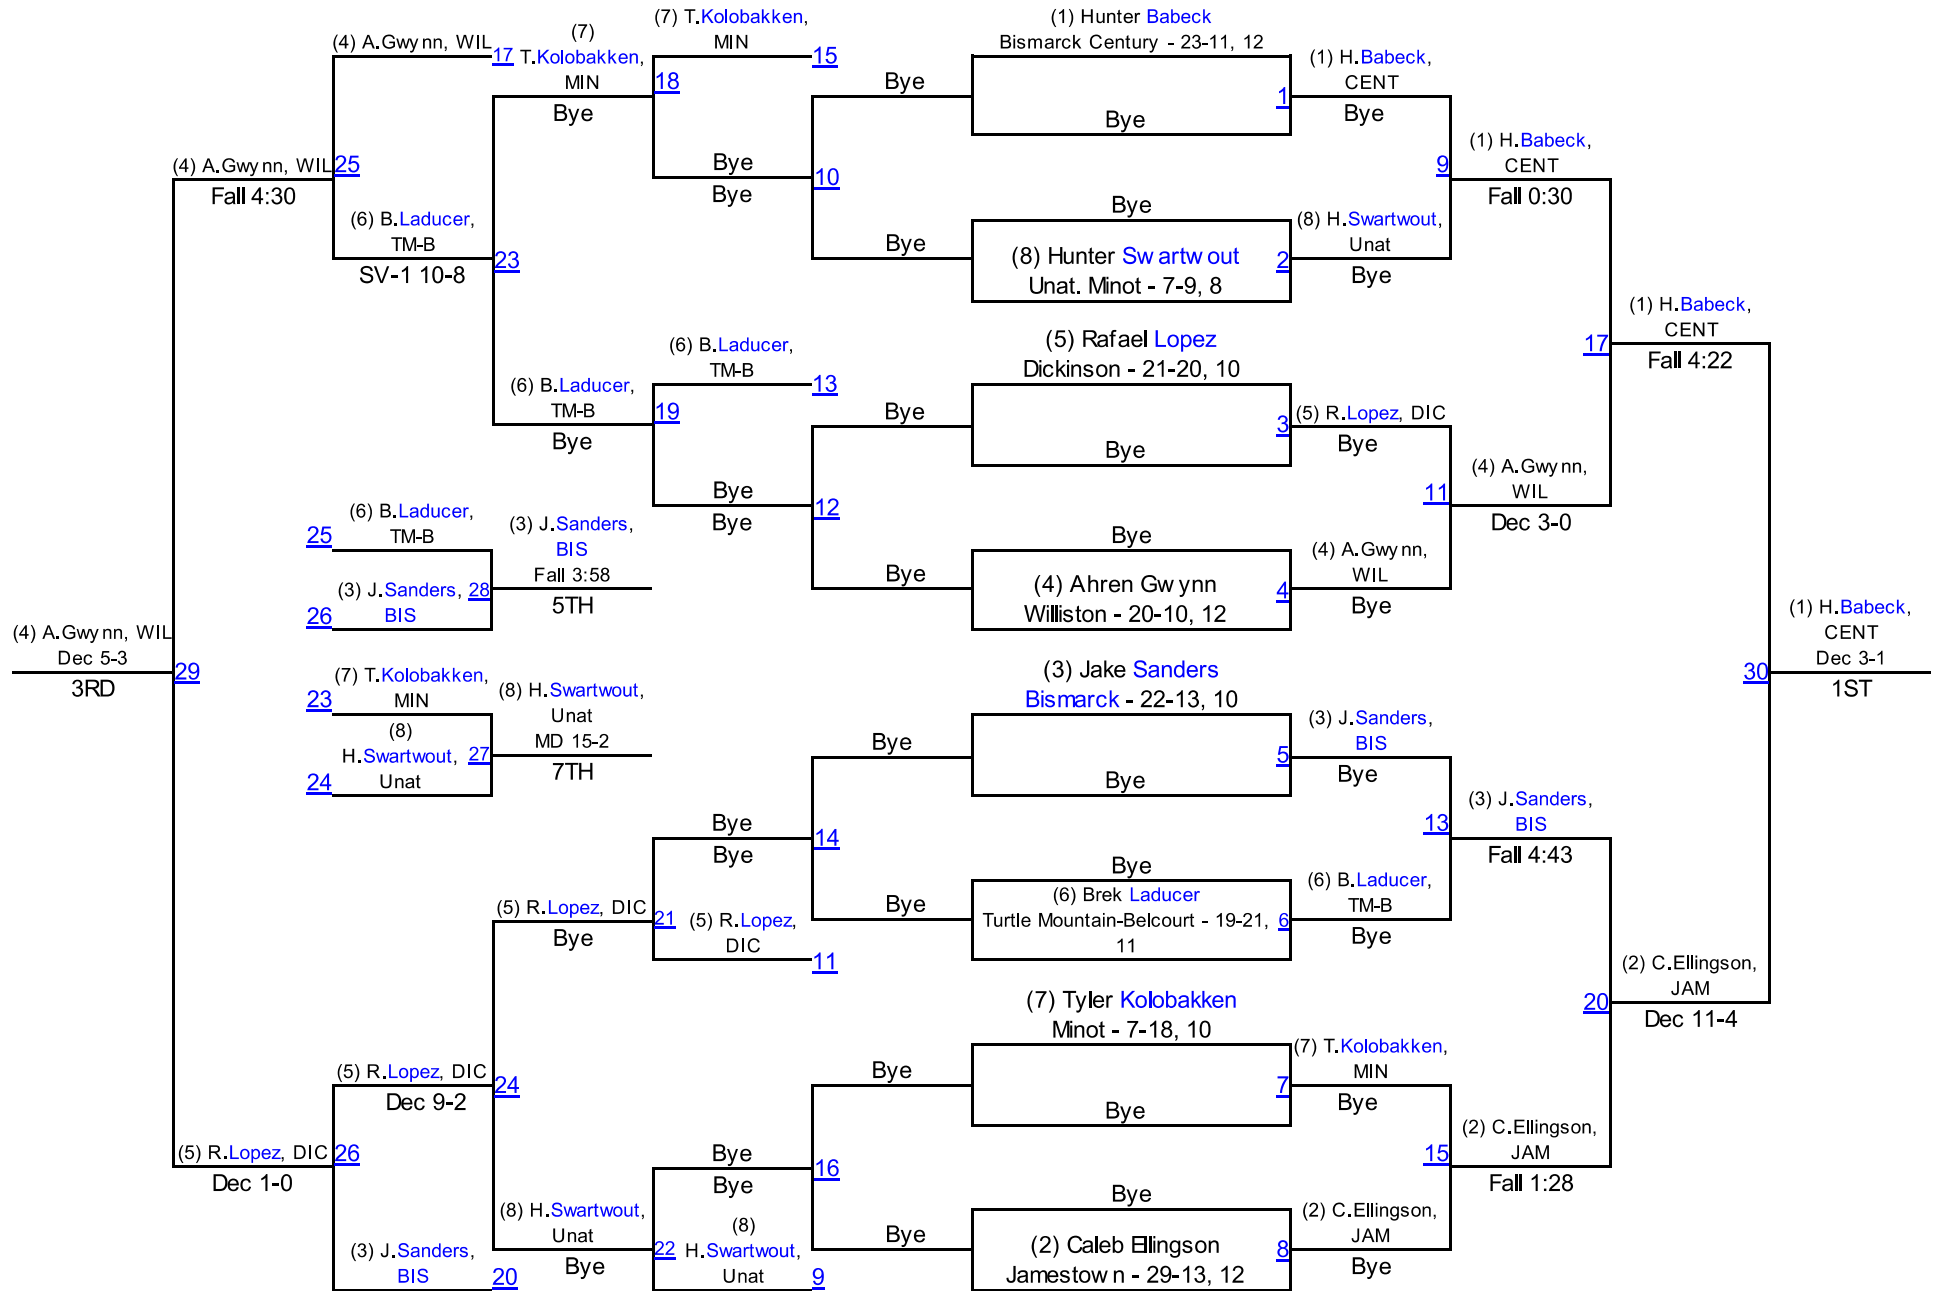 (7) T.Kolobakken,
MIN
15
(1) Hunter Babeck
Bismarck Century - 23-11, 12
(4) A.Gwynn, WIL
17
(7)
T.Kolobakken,
MIN
Bye
18
Bye
Bye
1
(1) H.Babeck,
CENT
Bye
(1) H.Babeck,
CENT
Fall 0:30
9
(4) A.Gwynn, WIL
Fall 4:30
25
Bye
Bye
10
Bye
Bye
(8) Hunter Swartwout
Unat. Minot - 7-9, 8
2
(8) H.Swartwout,
Unat
Bye
(6) B.Laducer,
TM-B
SV-1 10-8
23
(1) H.Babeck,
CENT
Fall 4:22
17
(6) B.Laducer,
TM-B
13
(5) Rafael Lopez
Dickinson - 21-20, 10
(6) B.Laducer,
TM-B
Bye
19
Bye
Bye
3
(5) R.Lopez, DIC
Bye
(4) A.Gwynn,
WIL
Dec 3-0
11
Bye
Bye
12
25
(6) B.Laducer,
TM-B
(3) J.Sanders,
BIS
Fall 3:58
5TH
26
(3) J.Sanders,
BIS
28
Bye
Bye
(4) Ahren Gwynn
Williston - 20-10, 12
4
(4) A.Gwynn,
WIL
Bye
(4) A.Gwynn, WIL
Dec 5-3
3RD
29
(1) H.Babeck,
CENT
Dec 3-1
1ST
30
23
(7) T.Kolobakken,
MIN
(8) H.Swartwout,
Unat
MD 15-2
7TH
24
(8)
H.Swartwout,
Unat
27
(3) Jake Sanders
Bismarck - 22-13, 10
Bye
Bye
5
(3) J.Sanders,
BIS
Bye
(3) J.Sanders,
BIS
Fall 4:43
13
Bye
Bye
14
Bye
Bye
(6) Brek Laducer
Turtle Mountain-Belcourt - 19-21,
11
6
(6) B.Laducer,
TM-B
Bye
(5) R.Lopez, DIC
Bye
21
(5) R.Lopez,
DIC
11
(2) C.Ellingson,
JAM
Dec 11-4
20
(7) Tyler Kolobakken
Minot - 7-18, 10
Bye
Bye
7
(7) T.Kolobakken,
MIN
Bye
(5) R.Lopez, DIC
Dec 9-2
24
(2) C.Ellingson,
JAM
Fall 1:28
15
(5) R.Lopez, DIC
Dec 1-0
26
Bye
Bye
16
Bye
Bye
(2) Caleb Ellingson
Jamestown - 29-13, 12
8
(2) C.Ellingson,
JAM
Bye
(8) H.Swartwout,
Unat
Bye
22
(8)
H.Swartwout,
Unat
9
(3) J.Sanders,
BIS
20